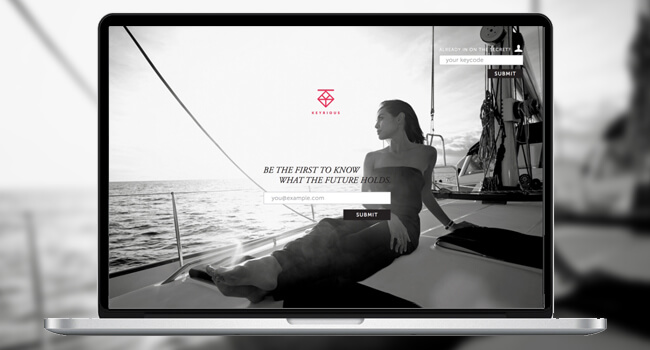 ALREADY IN ON THE SECRET?
your keycode
SUBMIT
KEYBIQUE
BE THE FIRST TO KNOW
WHAT THE FUTURE HOLDS.
you@example.com
SUBMIT